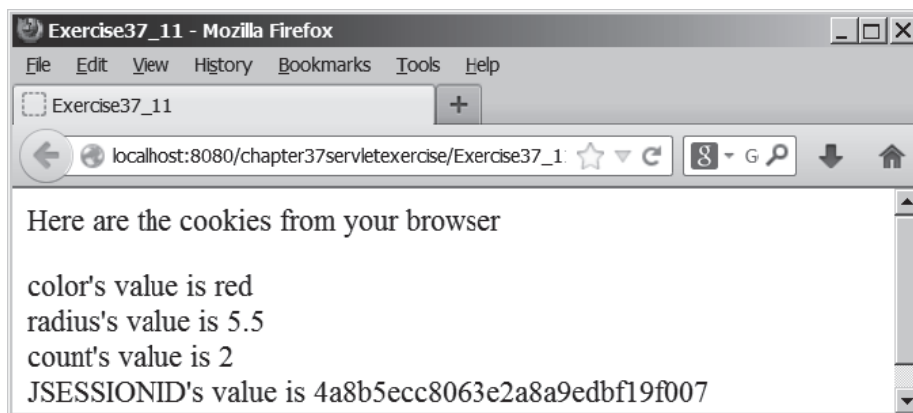 Exercise37_11 - Mozilla Firefox
File Edit View History Bookmarks Tools Help
Exercise37_11 +
localhost:8080/chapter37servletexercise/Exercise37_1 8 G
Here are the cookies from your browser
color's value is red
radius's value is 5.5
count's value is 2
JSESSIONID's value is 4a8b5ecc8063e2a8a9edbf19f007